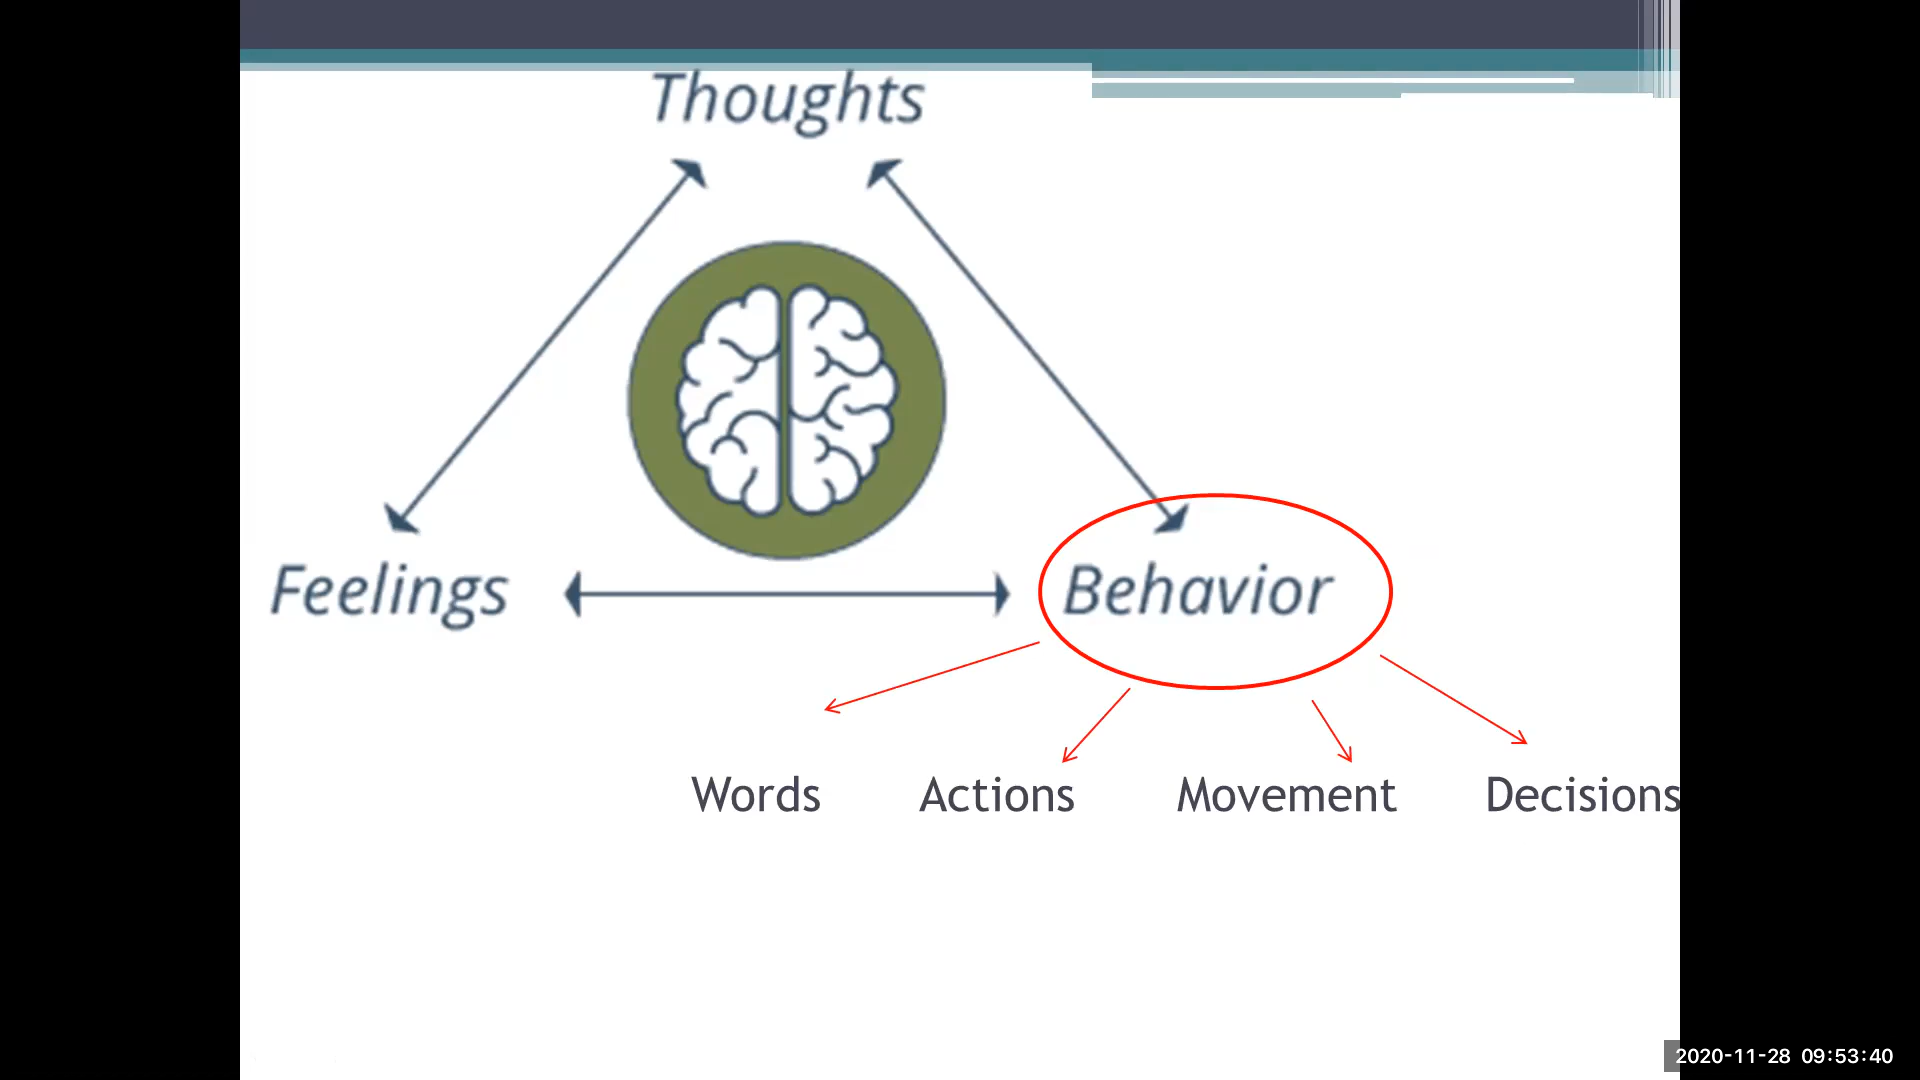 Thoughts
Feelings
Behavior
Words
Actions
Movement
Decisions
2020-11-28 09:53:40